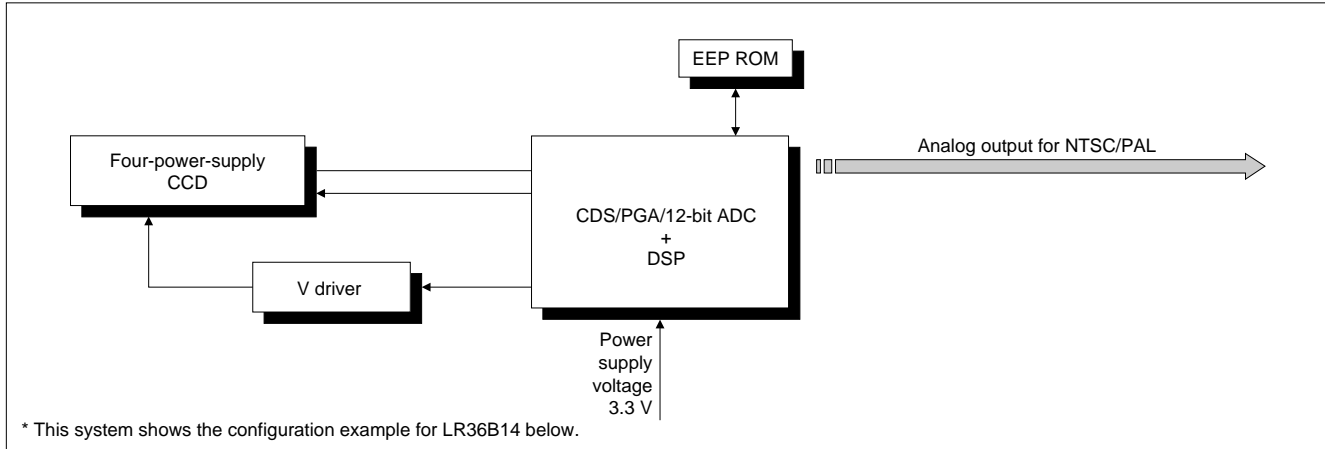 EEP ROM
Four-power-supply
CCD
Analog output for NTSC/PAL
CDS/PGA/12-bit ADC
+
DSP
V driver
Power
supply
voltage
3.3 V
* This system shows the configuration example for LR36B14 below.